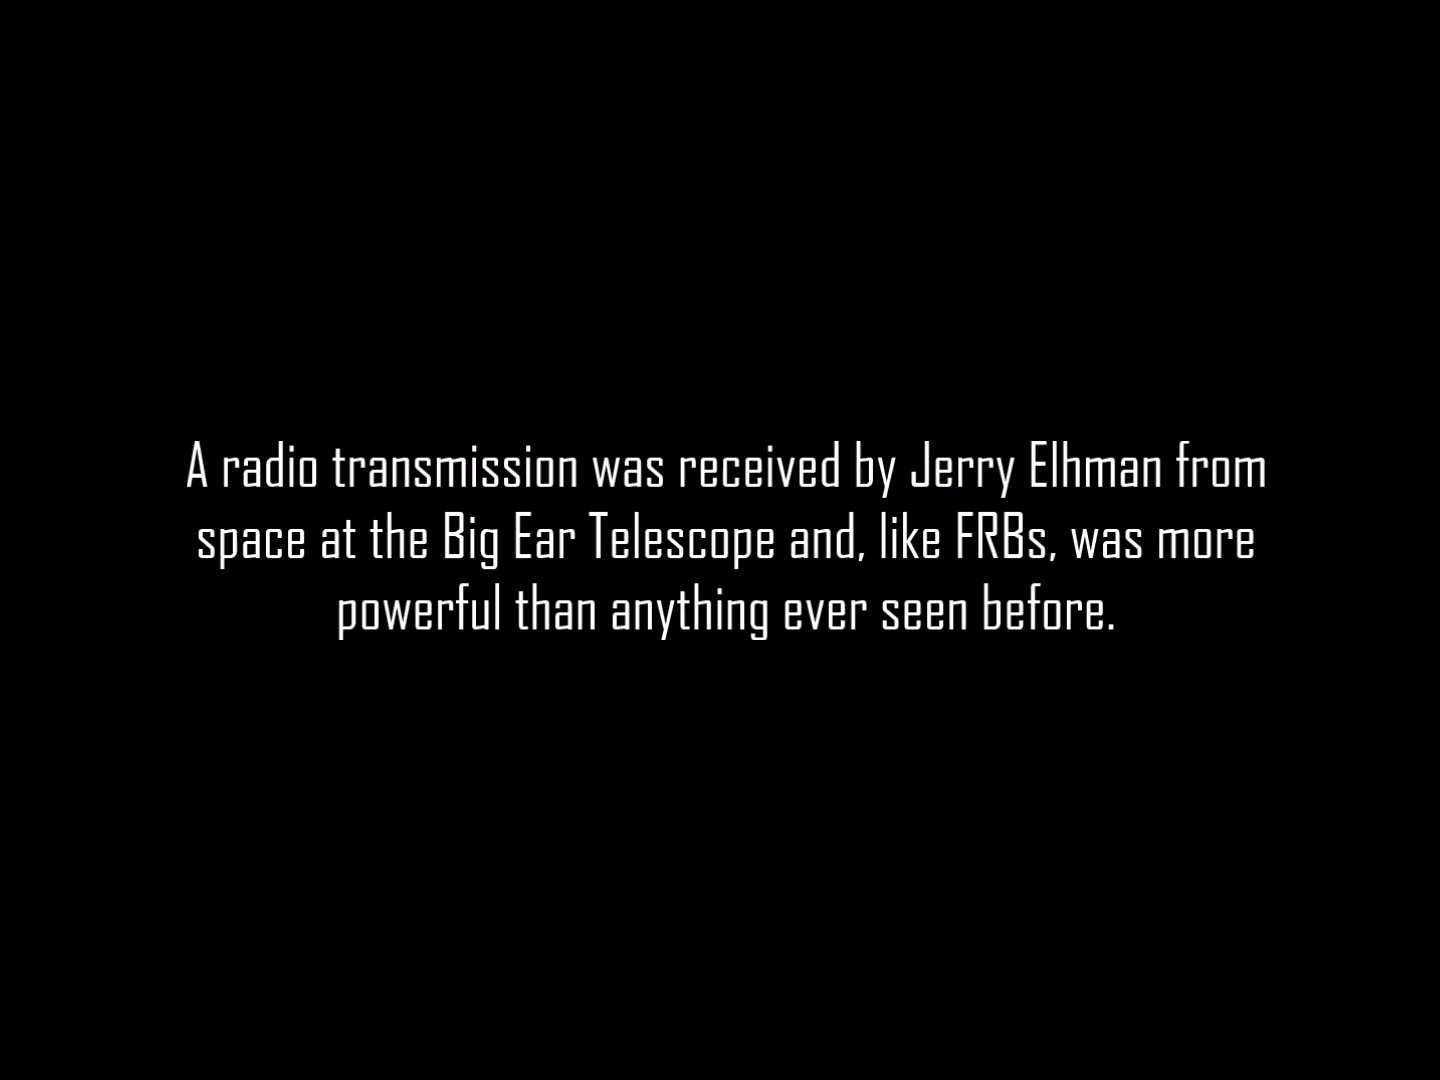 A radio transmission was received by Jerry Elhman from
space at the Big Ear Telescope and, like FRBs, was more
powerful than anything ever seen before.